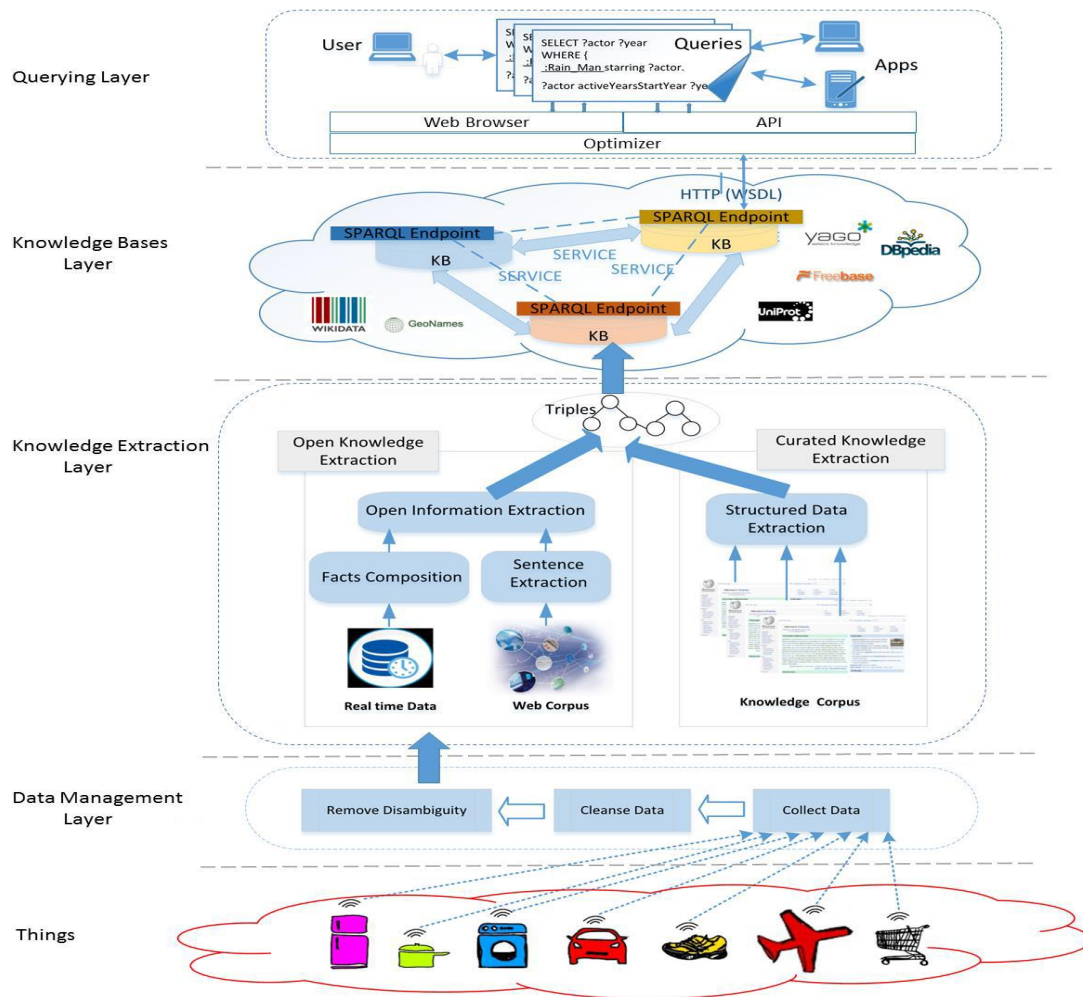 Querying Layer
User
SELECT ?actor ?year
WHERE {
:Rain_Man starring ?actor.
?actor activeYearsStartYear ?ye
Queries
Apps
Web Browser
API
Optimizer
HTTP (WSDL)
Knowledge Bases
Layer
SPARQL Endpoint
KB
SPARQL Endpoint
KB
SERVICE
SERVICE
SERVICE
SPARQL Endpoint
KB
yago
select knowledge
DBpedia
Freebase
UniProt
WIKIDATA
GeoNames
Knowledge Extraction
Layer
Triples
Open Knowledge
Extraction
Curated Knowledge
Extraction
Open Information Extraction
Structured Data
Extraction
Facts Composition
Sentence
Extraction
Real time Data
Web Corpus
Knowledge Corpus
Data Management
Layer
Remove Disambiguity
Cleanse Data
Collect Data
Things